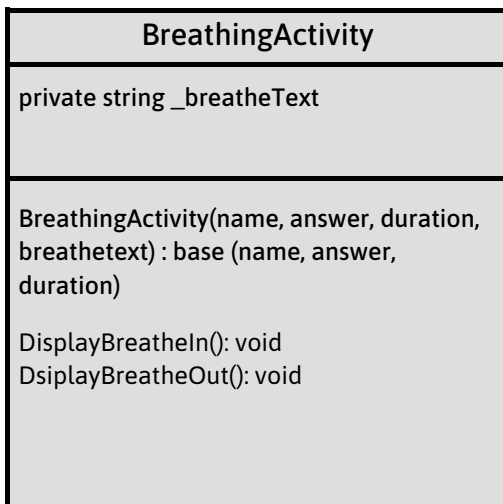 BreathingActivity
private string _breatheText
BreathingActivity(name, answer, duration,
breathetext) : base (name, answer,
duration)
DisplayBreatheIn(): void
DsiplayBreatheOut(): void